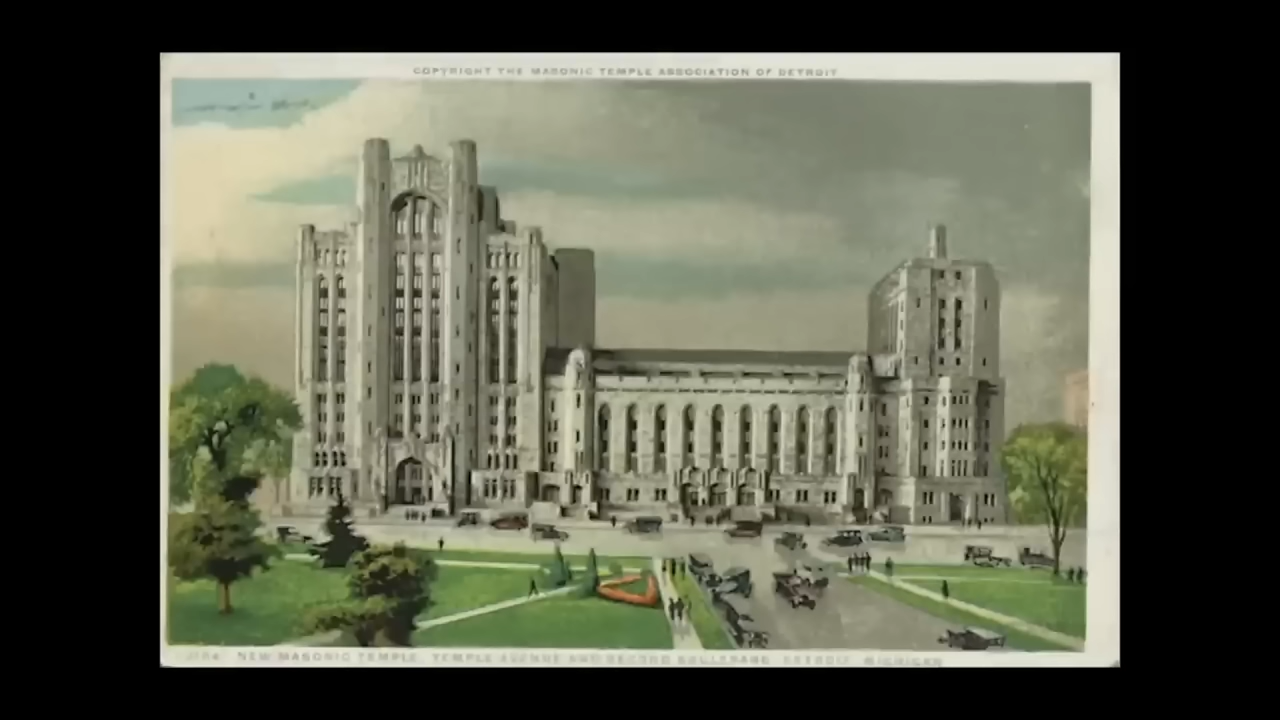 COPYRIGHT THE MASONIC TEMPLE ASSOCIATION OF DETROIT
NEW MASONIC TEMPLE, TEMPLE AVENUE AND SECOND BOULEVARD, DETROIT, MICHIGAN